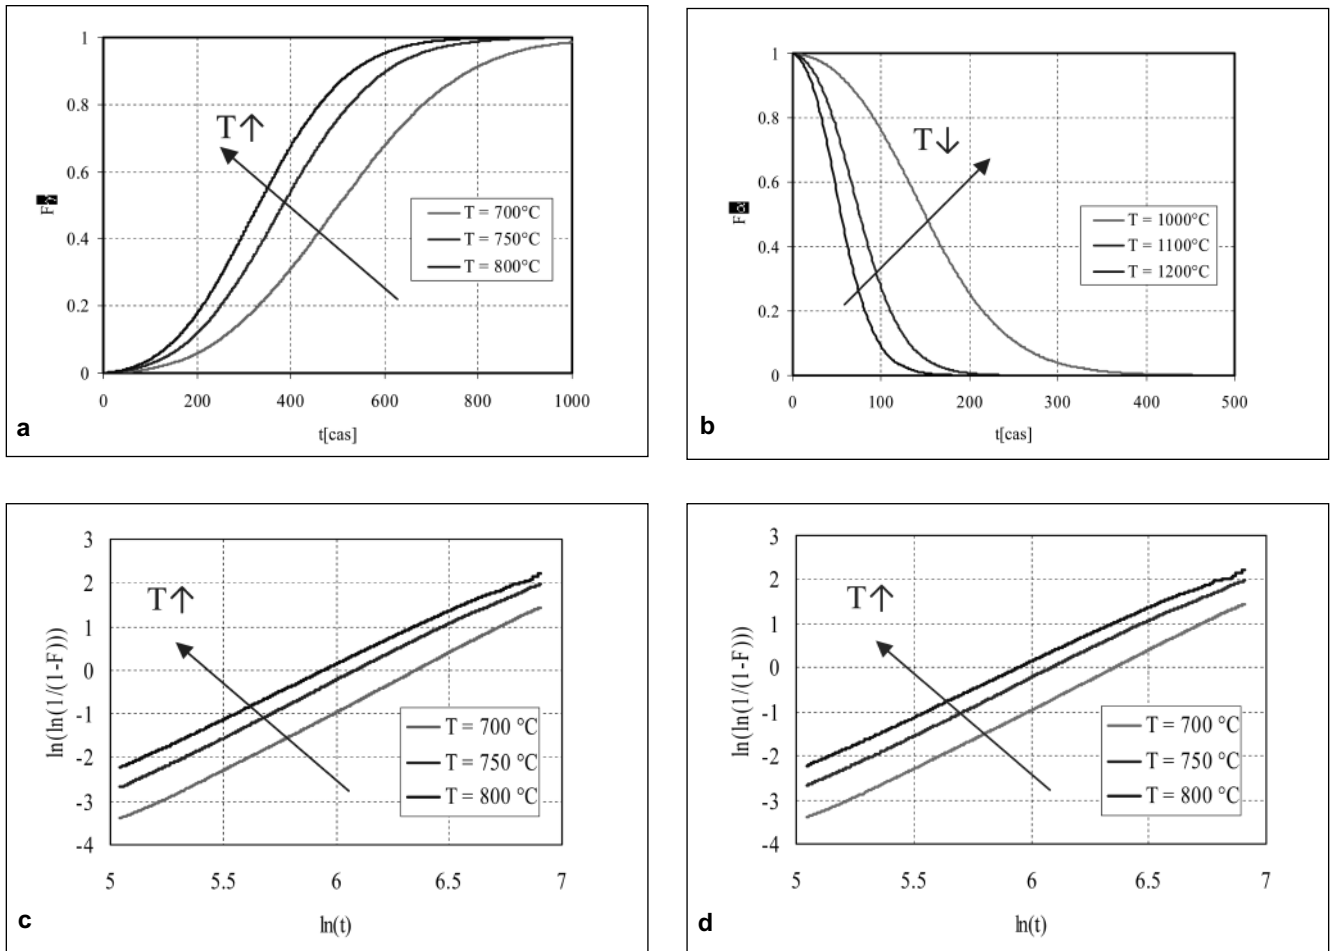 1
0.8
0.6
0.4
0.2
0
F
T↑
T = 700°C
T = 750°C
T = 800°C
0 200 400 600 800 1000
t[cas]
a
1
0.8
0.6
0.4
0.2
0
F
T↓
T = 1000°C
T = 1100°C
T = 1200°C
0 100 200 300 400 500
t[cas]
b
3
2
1
0
-1
-2
-3
-4
ln(ln(1/(1-F)))
T↑
T = 700 °C
T = 750 °C
T = 800 °C
5 5.5 6 6.5 7
ln(t)
c
3
2
1
0
-1
-2
-3
-4
ln(ln(1/(1-F)))
T↑
T = 700 °C
T = 750 °C
T = 800 °C
5 5.5 6 6.5 7
ln(t)
d